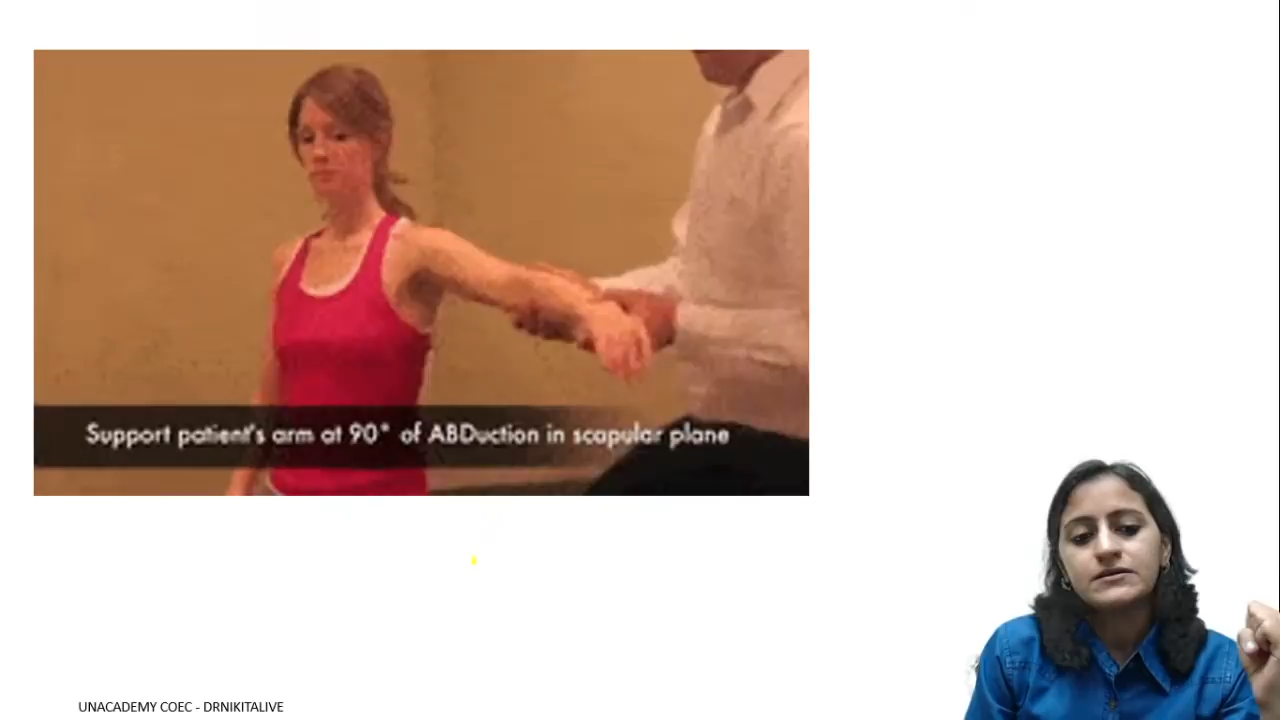 Support patient's arm at 90° of ABDuction in scapular plane
UNACADEMY COEC - DRNIKITALIVE